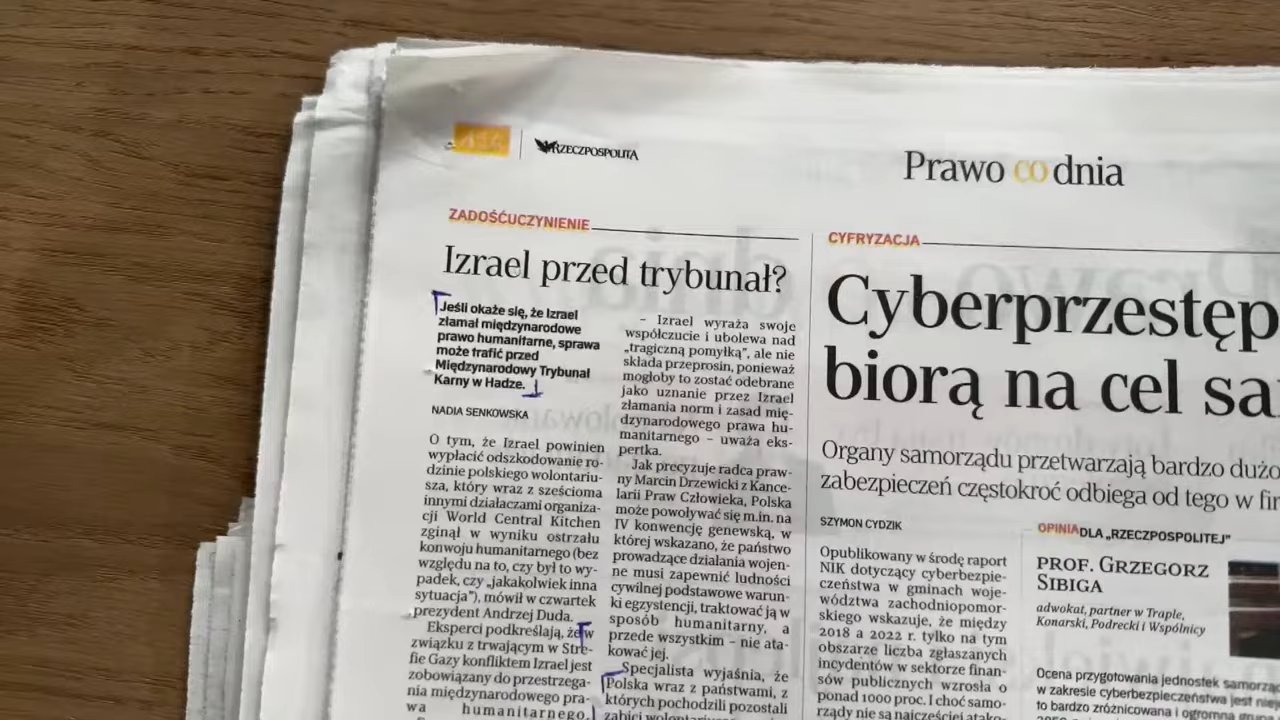 RZECZPOSPOLITA
Prawo co dnia
ZADOŚĆUCZYNIENIE
Izrael przed trybunał?
Jeśli okaże się, że Izrael
złamał międzynarodowe
prawo humanitarne, sprawa
może trafić przed
Międzynarodowy Trybunał
Karny w Hadze.
NADIA SENKOWSKA
O tym, że Izrael powinien
wypłacić odszkodowanie ro-
dzinie polskiego wolontariu-
sza, który wraz z sześcioma
innymi działaczami organiza-
cji World Central Kitchen
zginął w wyniku ostrzału
konwoju humanitarnego (bez
względu na to, czy był to wy-
padek, czy „jakakolwiek inna
sytuacja”), mówił w czwartek
prezydent Andrzej Duda.
Eksperci podkreślają, że w
związku z trwającym w Stre-
fie Gazy konfliktem Izrael jest
zobowiązany do przestrzega-
nia międzynarodowego pra-
wa humanitarnego.
– Izrael wyraża swoje
współczucie i ubolewa nad
„tragiczną pomyłką”, ale nie
składa przeprosin, ponieważ
mogłoby to zostać odebrane
jako uznanie przez Izrael
złamania norm i zasad mię-
dzynarodowego prawa hu-
manitarnego – uważa eks-
pertka.
Jak precyzuje radca praw-
ny Marcin Drzewicki z Kance-
larii Praw Człowieka, Polska
może powoływać się m.in. na
IV konwencję genewską, w
której wskazano, że państwo
prowadzące działania wojen-
ne musi zapewnić ludności
cywilnej podstawowe warun-
ki egzystencji, traktować ją w
sposób humanitarny, a
przede wszystkim – nie ata-
kować jej.
Specjalista wyjaśnia, że
Polska wraz z państwami, z
których pochodzili pozostali
zabici
CYFRYZACJA
Cyberprzestęp
biorą na cel sa
Organy samorządu przetwarzają bardzo dużo
zabezpieczeń częstokroć odbiega od tego w fir
SZYMON CYDZIK
Opublikowany w środę raport
NIK dotyczący cyberbezpie-
czeństwa w gminach woje-
wództwa zachodniopomor-
skiego wskazuje, że między
2018 a 2022 r. tylko na tym
obszarze liczba zgłaszanych
incydentów w sektorze finan-
sów publicznych wzrosła o
ponad 1000 proc. I choć samo-
rządy nie są najczęściej atako-
OPINIA DLA „RZECZPOSPOLITEJ”
PROF. GRZEGORZ
SIBIGA
adwokat, partner w Traple,
Konarski, Podrecki i Wspólnicy
Ocena przygotowania jednostek samorzą
w zakresie cyberbezpieczeństwa jest nie
to bardzo zróżnicowana i ogromna